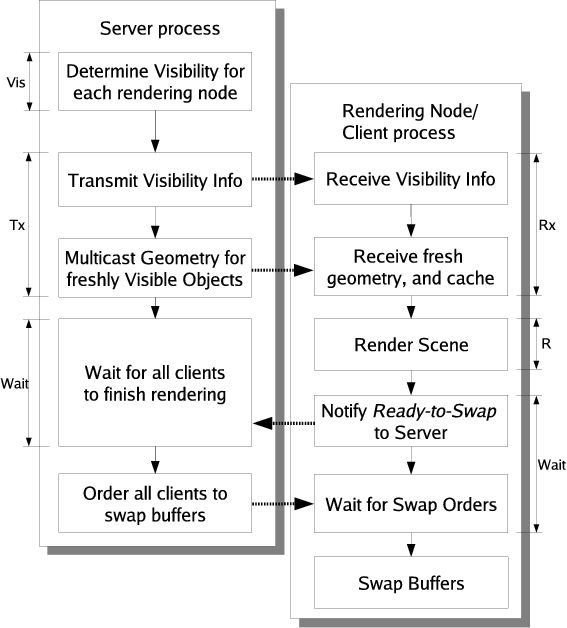 Server process
Vis
Determine Visibility for
each rendering node
Tx
Transmit Visibility Info
Multicast Geometry for
freshly Visible Objects
Wait
Wait for all clients
to finish rendering
Order all clients to
swap buffers
Rendering Node/
Client process
Receive Visibility Info
Rx
Receive fresh
geometry, and cache
Render Scene
R
Notify Ready-to-Swap
to Server
Wait
Wait for Swap Orders
Swap Buffers